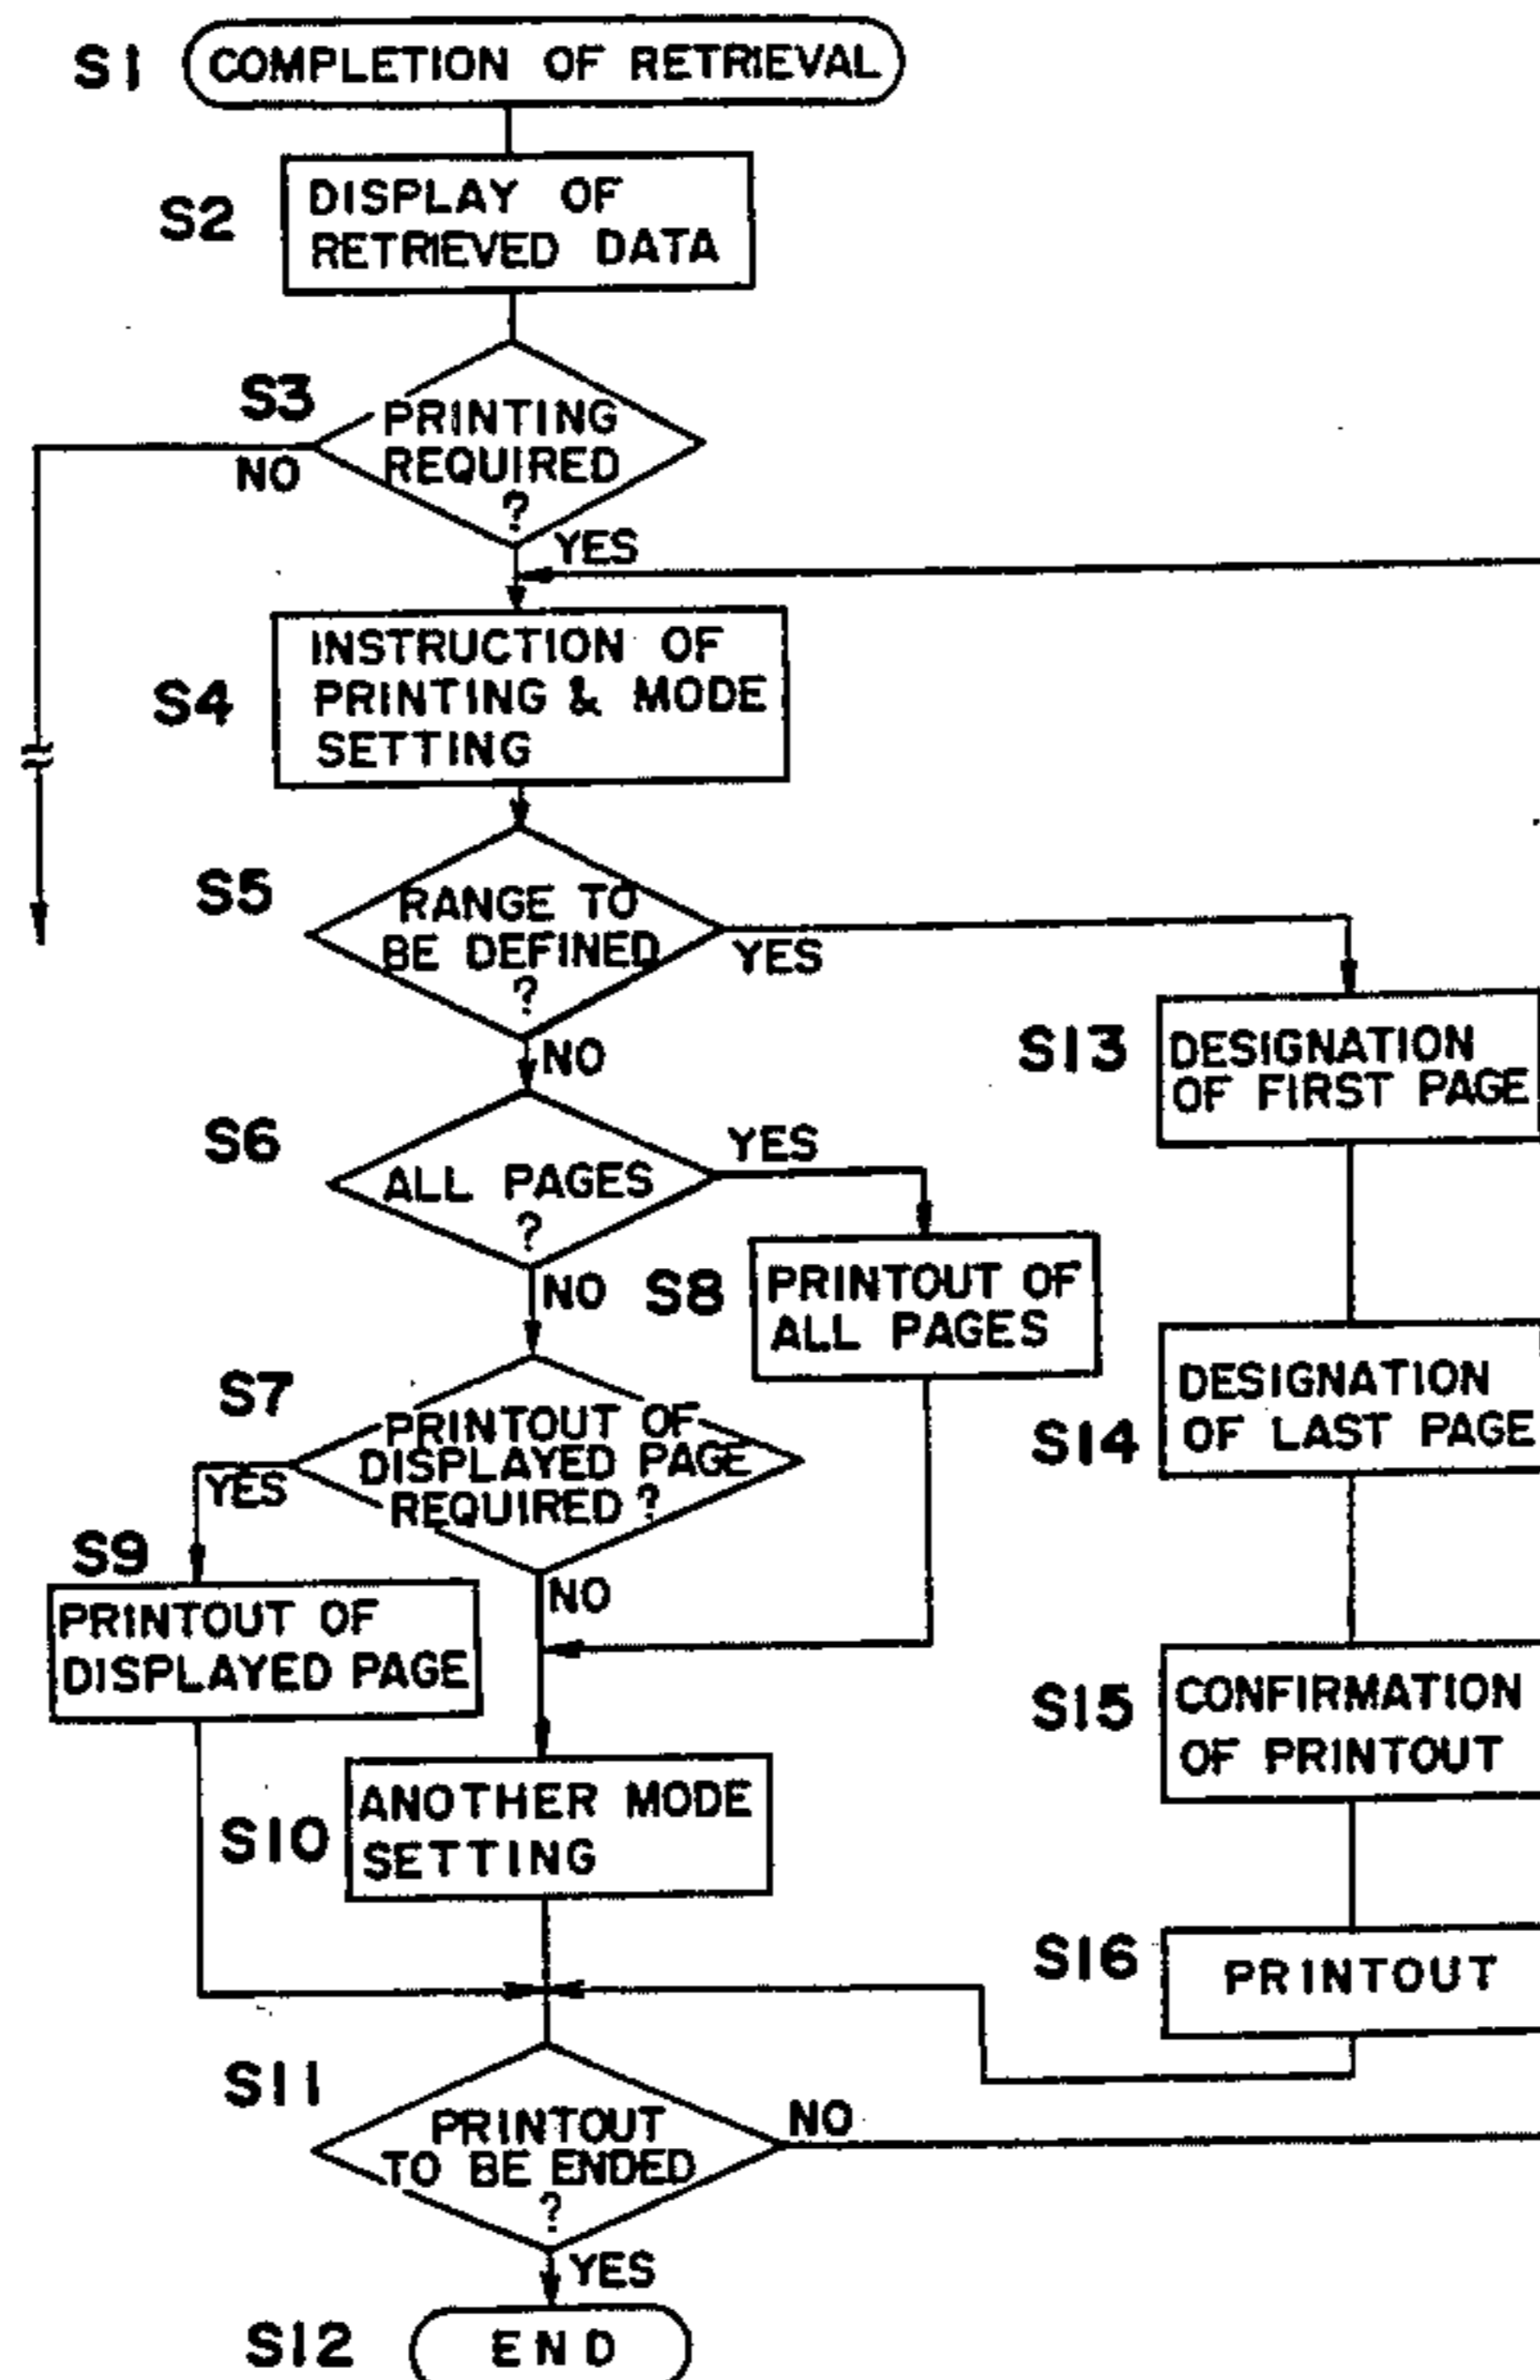 S1
COMPLETION OF RETRIEVAL
S2
DISPLAY OF
RETRIEVED DATA
S3
PRINTING
REQUIRED
?
NO
YES
S4
INSTRUCTION OF
PRINTING & MODE
SETTING
S5
RANGE TO
BE DEFINED
?
YES
NO
S13
DESIGNATION
OF FIRST PAGE
S6
ALL PAGES
?
YES
NO
S8
PRINTOUT OF
ALL PAGES
S14
DESIGNATION
OF LAST PAGE
S7
PRINTOUT OF
DISPLAYED PAGE
REQUIRED ?
YES
NO
S9
PRINTOUT OF
DISPLAYED PAGE
S15
CONFIRMATION
OF PRINTOUT
S10
ANOTHER MODE
SETTING
S16
PRINTOUT
S11
PRINTOUT
TO BE ENDED
?
NO
YES
S12
END